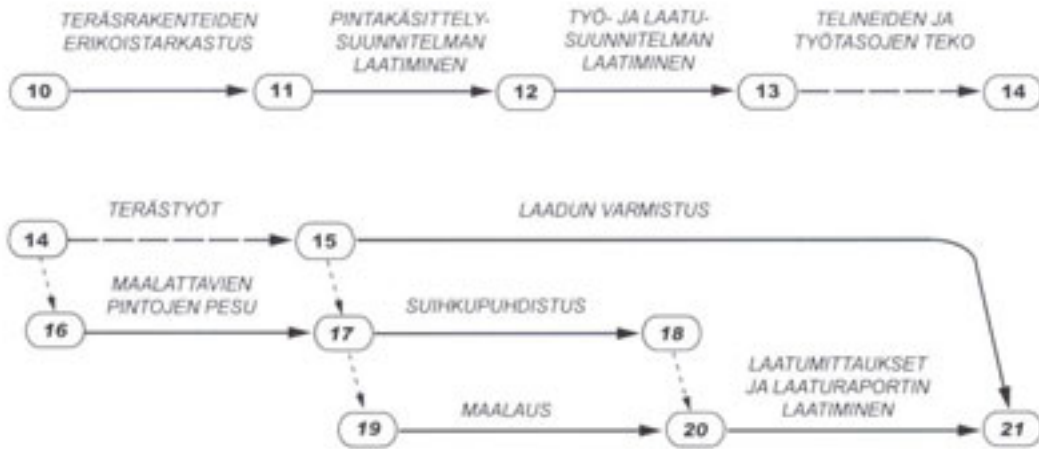 TERÄSRAKENTEIDEN
ERIKOISTARKASTUS
PINTAKÄSITTELY-
SUUNNITELMAN
LAATIMINEN
TYÖ- JA LAATU-
SUUNNITELMAN
LAATIMINEN
TELINEIDEN JA
TYÖTASOJEN TEKO
10
11
12
13
14
TERÄSTYÖT
LAADUN VARMISTUS
14
15
MAALATTAVIEN
PINTOJEN PESU
SUIHKUPUHDISTUS
16
17
18
LAATUMITTAUKSET
JA LAATURAPORTIN
LAATIMINEN
MAALAUS
19
20
21